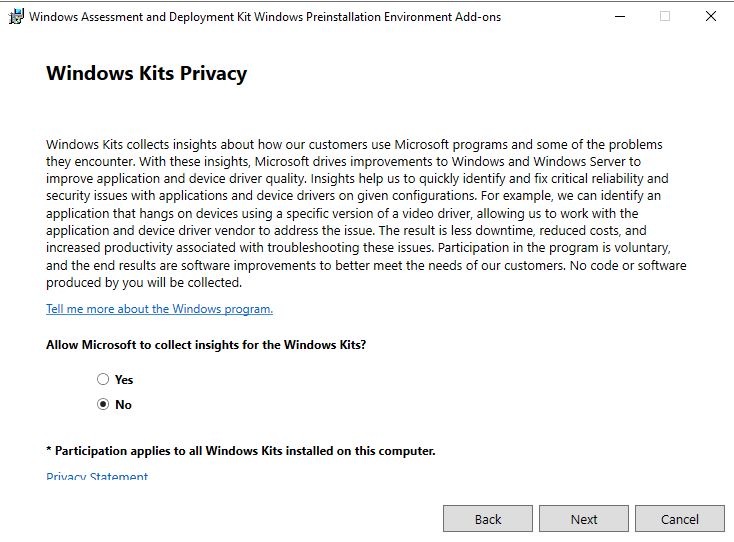 Windows Assessment and Deployment Kit Windows Preinstallation Environment Add-ons
Windows Kits Privacy
Windows Kits collects insights about how our customers use Microsoft programs and some of the problems
they encounter. With these insights, Microsoft drives improvements to Windows and Windows Server to
improve application and device driver quality. Insights help us to quickly identify and fix critical reliability and
security issues with applications and device drivers on given configurations. For example, we can identify an
application that hangs on devices using a specific version of a video driver, allowing us to work with the
application and device driver vendor to address the issue. The result is less downtime, reduced costs, and
increased productivity associated with troubleshooting these issues. Participation in the program is voluntary,
and the end results are software improvements to better meet the needs of our customers. No code or software
produced by you will be collected.
Tell me more about the Windows program.
Allow Microsoft to collect insights for the Windows Kits?
Yes
No
* Participation applies to all Windows Kits installed on this computer.
Privacy Statement
Back Next Cancel